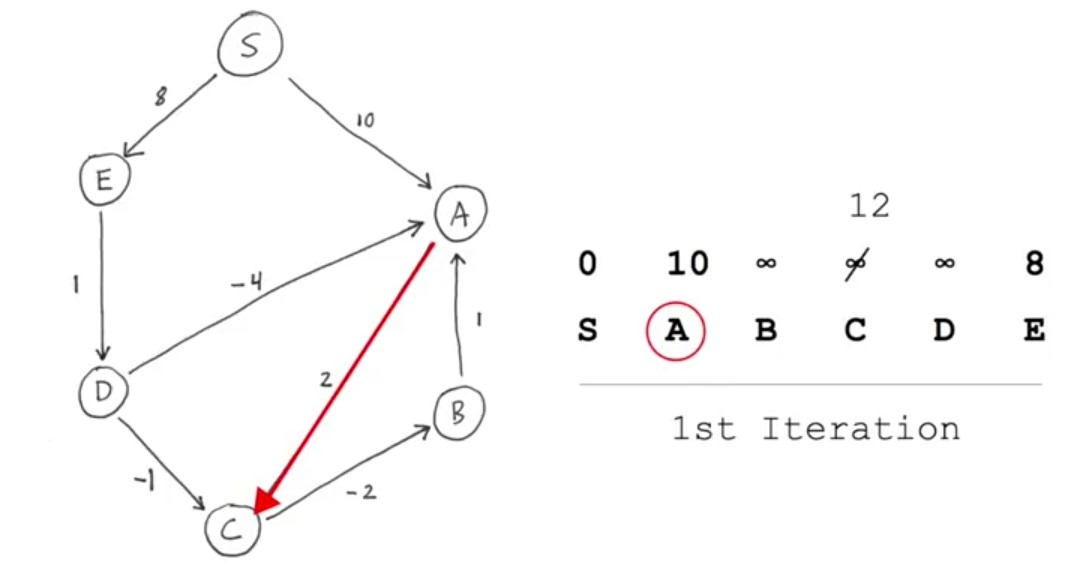 S
8
10
E
A
12
0 10 ∞ ∞ ∞ 8
1
-4
S A B C D E
1
2
D
B
1st Iteration
-1
-2
C